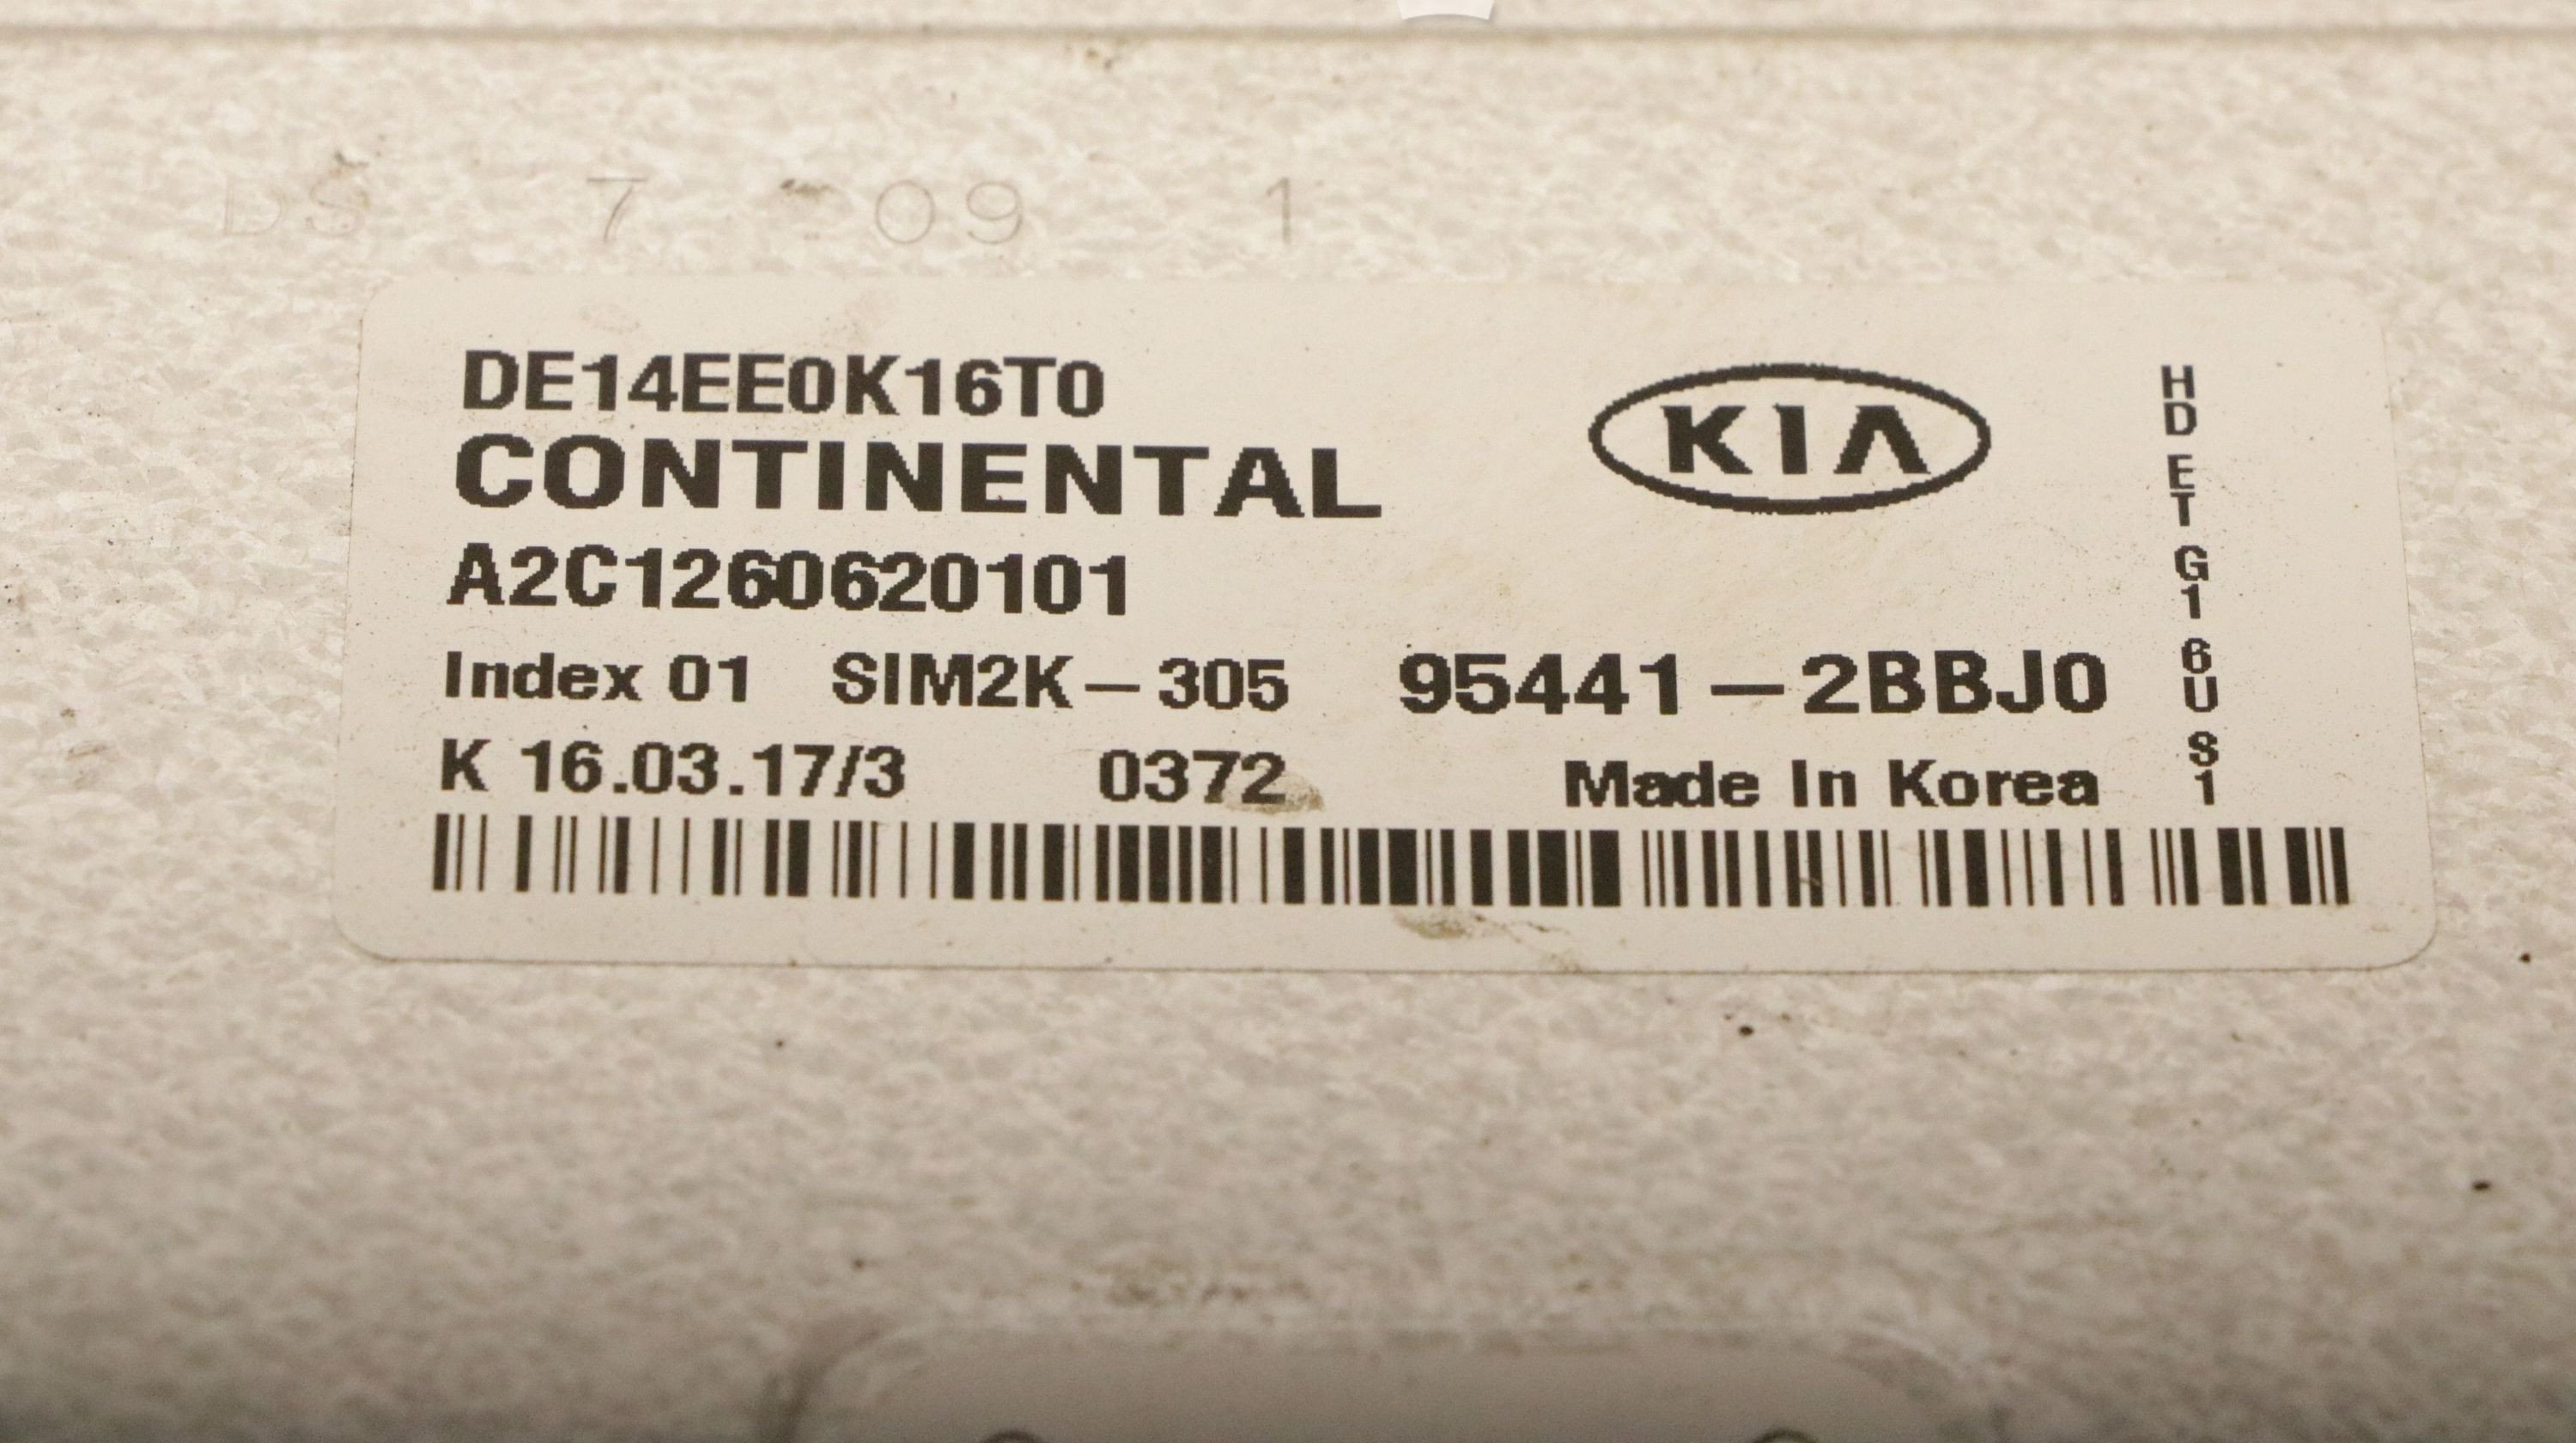 DS 7 09 1
DE14EE0K16T0
CONTINENTAL
KIA
A2C1260620101
Index 01 SIM2K-305 95441-2BBJ0
K 16.03.17/3 0372 Made In Korea
HD ET G1 6U S1